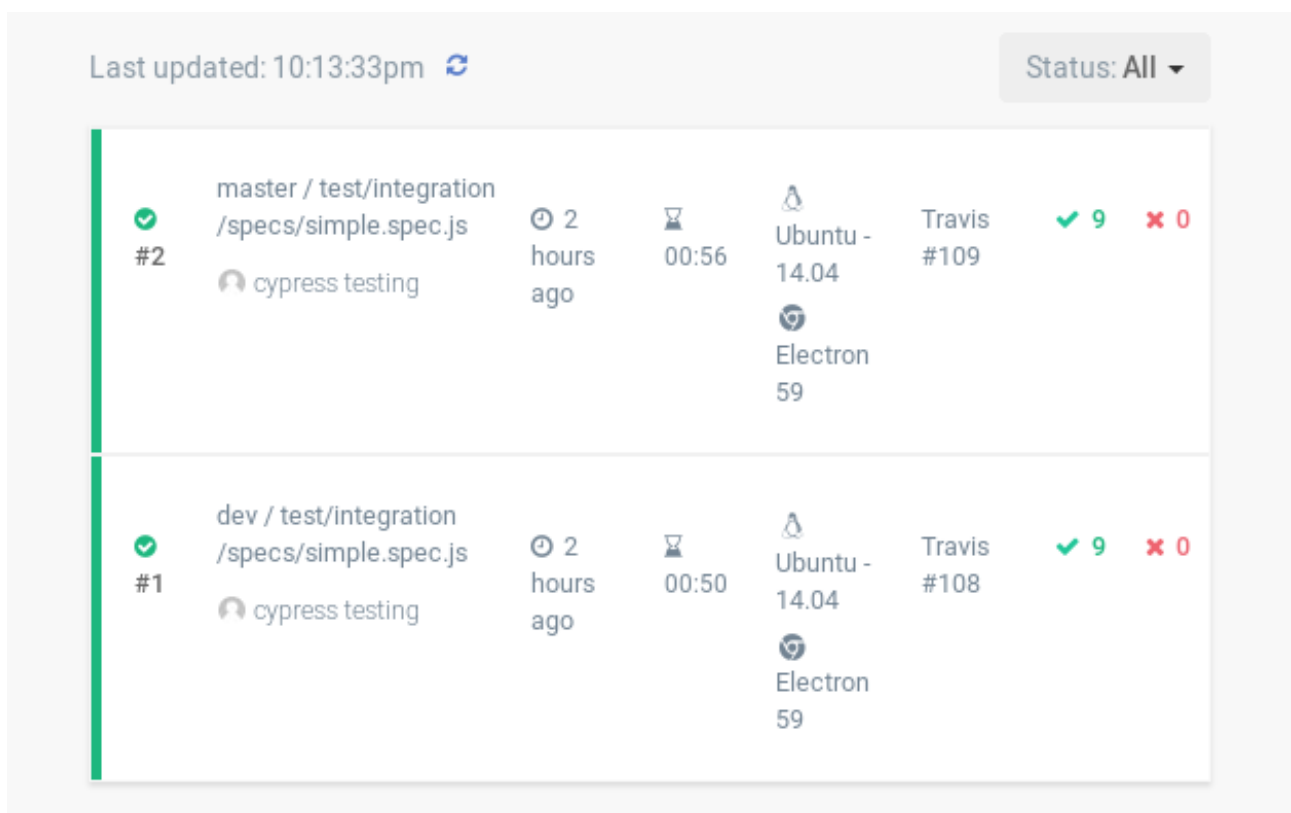 Last updated: 10:13:33pm
Status: All
#2
master / test/integration
/specs/simple.spec.js
cypress testing
2
hours
ago
00:56
Ubuntu -
14.04
Electron
59
Travis
#109
9
0
#1
dev / test/integration
/specs/simple.spec.js
cypress testing
2
hours
ago
00:50
Ubuntu -
14.04
Electron
59
Travis
#108
9
0